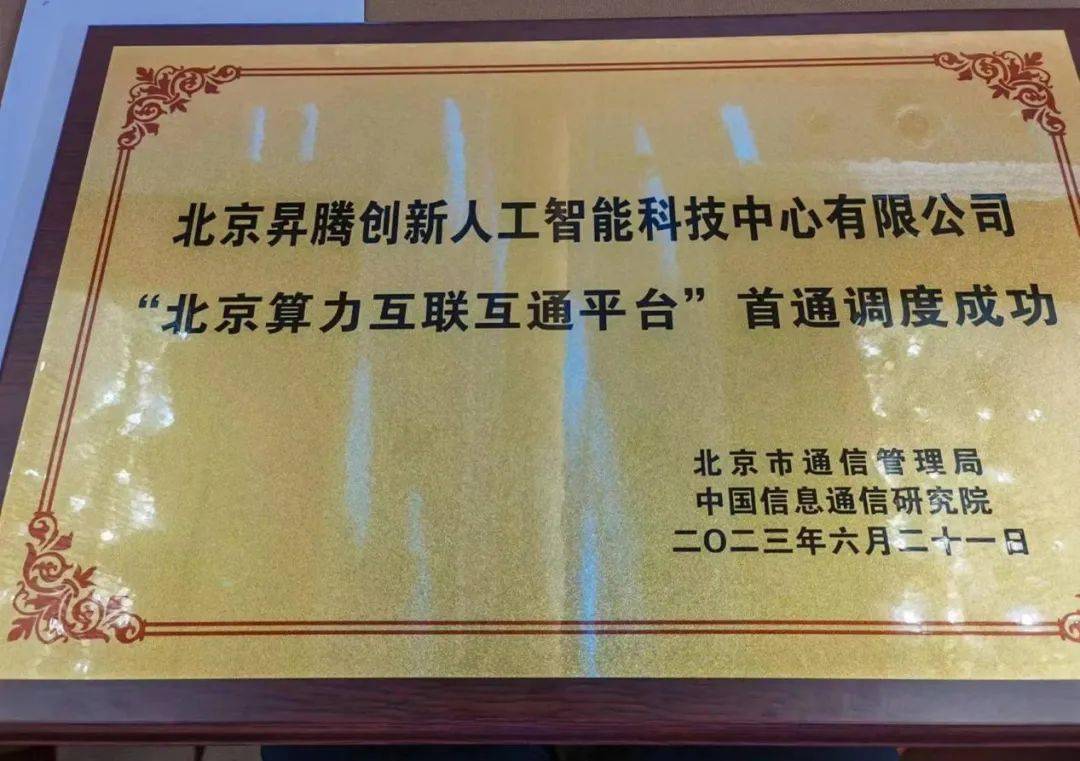 北京昇腾创新人工智能科技中心有限公司
“北京算力互联互通平台”首通调度成功
北京市通信管理局
中国信息通信研究院
二〇二三年六月二十一日